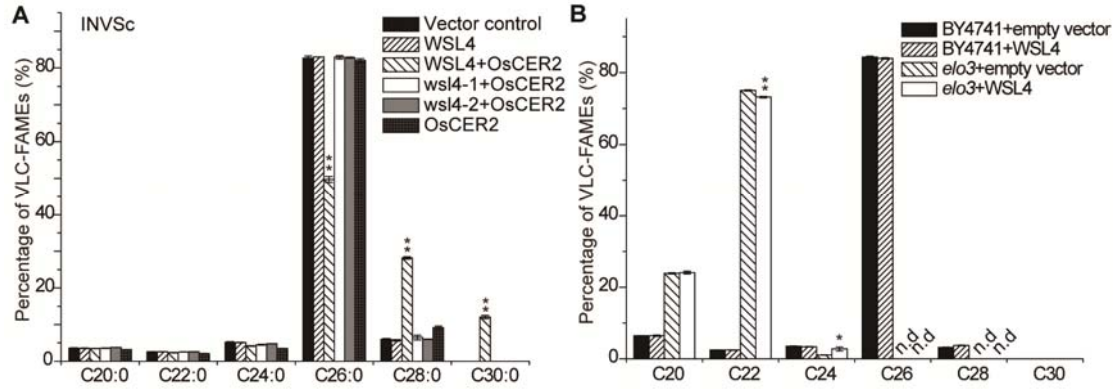 A
INVSc
Vector control
WSL4
WSL4+OsCER2
wsl4-1+OsCER2
wsl4-2+OsCER2
OsCER2
Percentage of VLC-FAMEs (%)
80
60
40
20
0
**
**
**
C20:0 C22:0 C24:0 C26:0 C28:0 C30:0
B
BY4741+empty vector
BY4741+WSL4
elo3+empty vector
elo3+WSL4
Percentage of VLC-FAMEs (%)
80
60
40
20
0
**
*
n.d
n.d
n.d
n.d
C20 C22 C24 C26 C28 C30